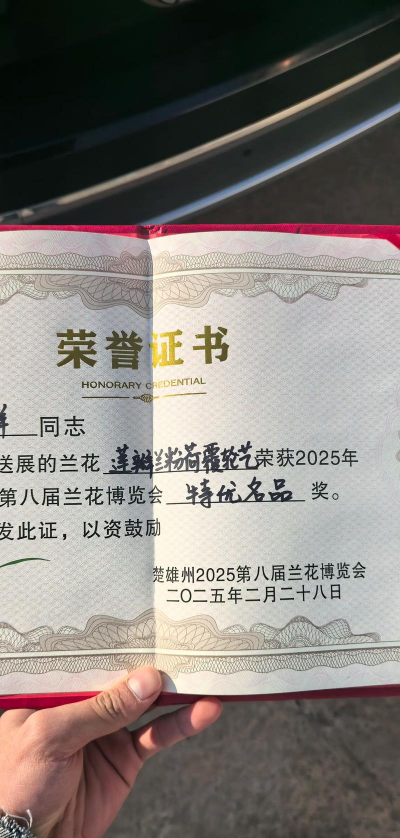 荣誉证书
HONORARY CREDENTIAL
同志
送展的兰花 莲瓣兰粉荷覆轮艺荣获2025年
第八届兰花博览会 特优名品 奖。
发此证，以资鼓励
楚雄州2025第八届兰花博览会
二〇二五年二月二十八日